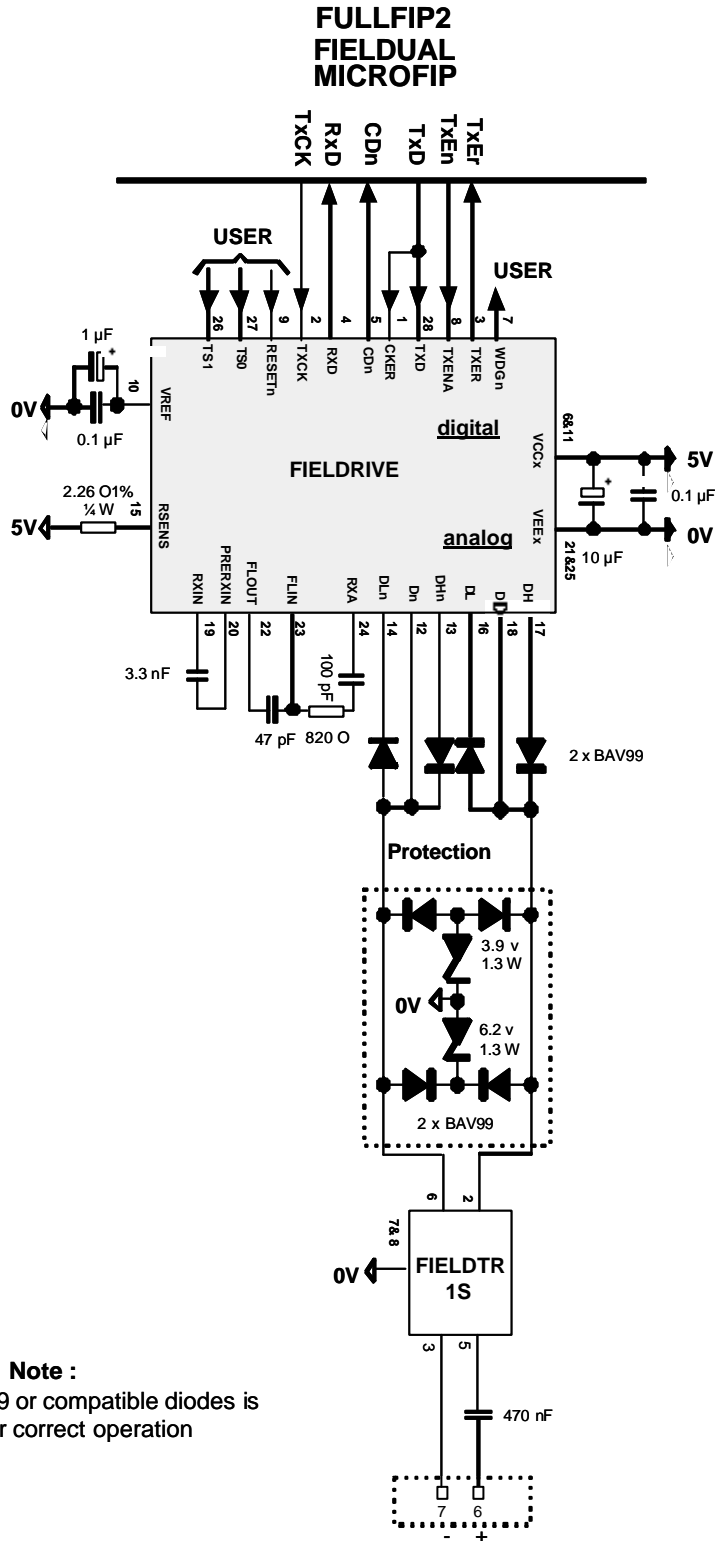 FULLFIP2
FIELDUAL
MICROFIP
TxCK
RxD
CDn
TxD
TxEn
TxEr
USER
USER
26
27
9
2
4
5
1
28
8
3
7
TS1
TS0
RESETn
TXCK
RXD
CDn
CKER
TXD
TXENA
TXER
WDGn
1 µF
+
10
VREF
0V
0.1 µF
digital
6&11
VCCx
5V
FIELDRIVE
+
0.1 µF
2.26 O1%
¼ W
15
RSENS
5V
analog
VEEx
0V
21&25
10 µF
RXIN
PRERXIN
FLOUT
FLIN
RXA
DLn
Dn
DHn
DL
D
DH
19
20
22
23
24
14
12
13
16
18
17
3.3 nF
100
pF
47 pF
820 O
2 x BAV99
Protection
3.9 v
1.3 W
0V
6.2 v
1.3 W
2 x BAV99
6
2
7& 8
0V
FIELDTR
1S
3
5
Note :
9 or compatible diodes is
r correct operation
470 nF
7
6
-
+